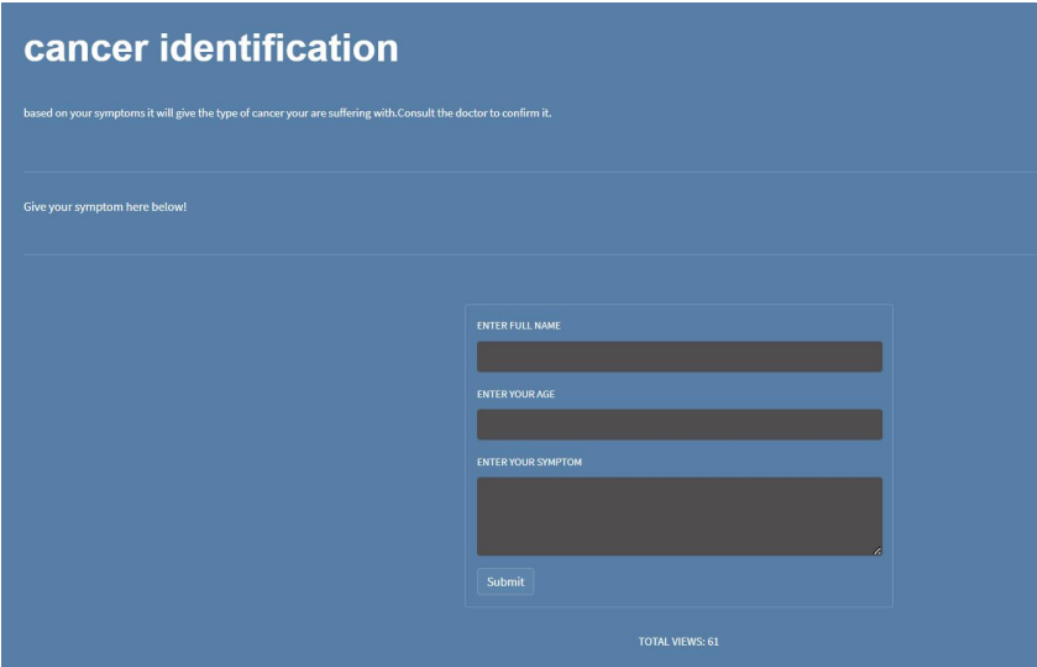 cancer identification
based on your symptoms it will give the type of cancer your are suffering with.Consult the doctor to confirm it.
Give your symptom here below!
ENTER FULL NAME
ENTER YOUR AGE
ENTER YOUR SYMPTOM
Submit
TOTAL VIEWS: 61